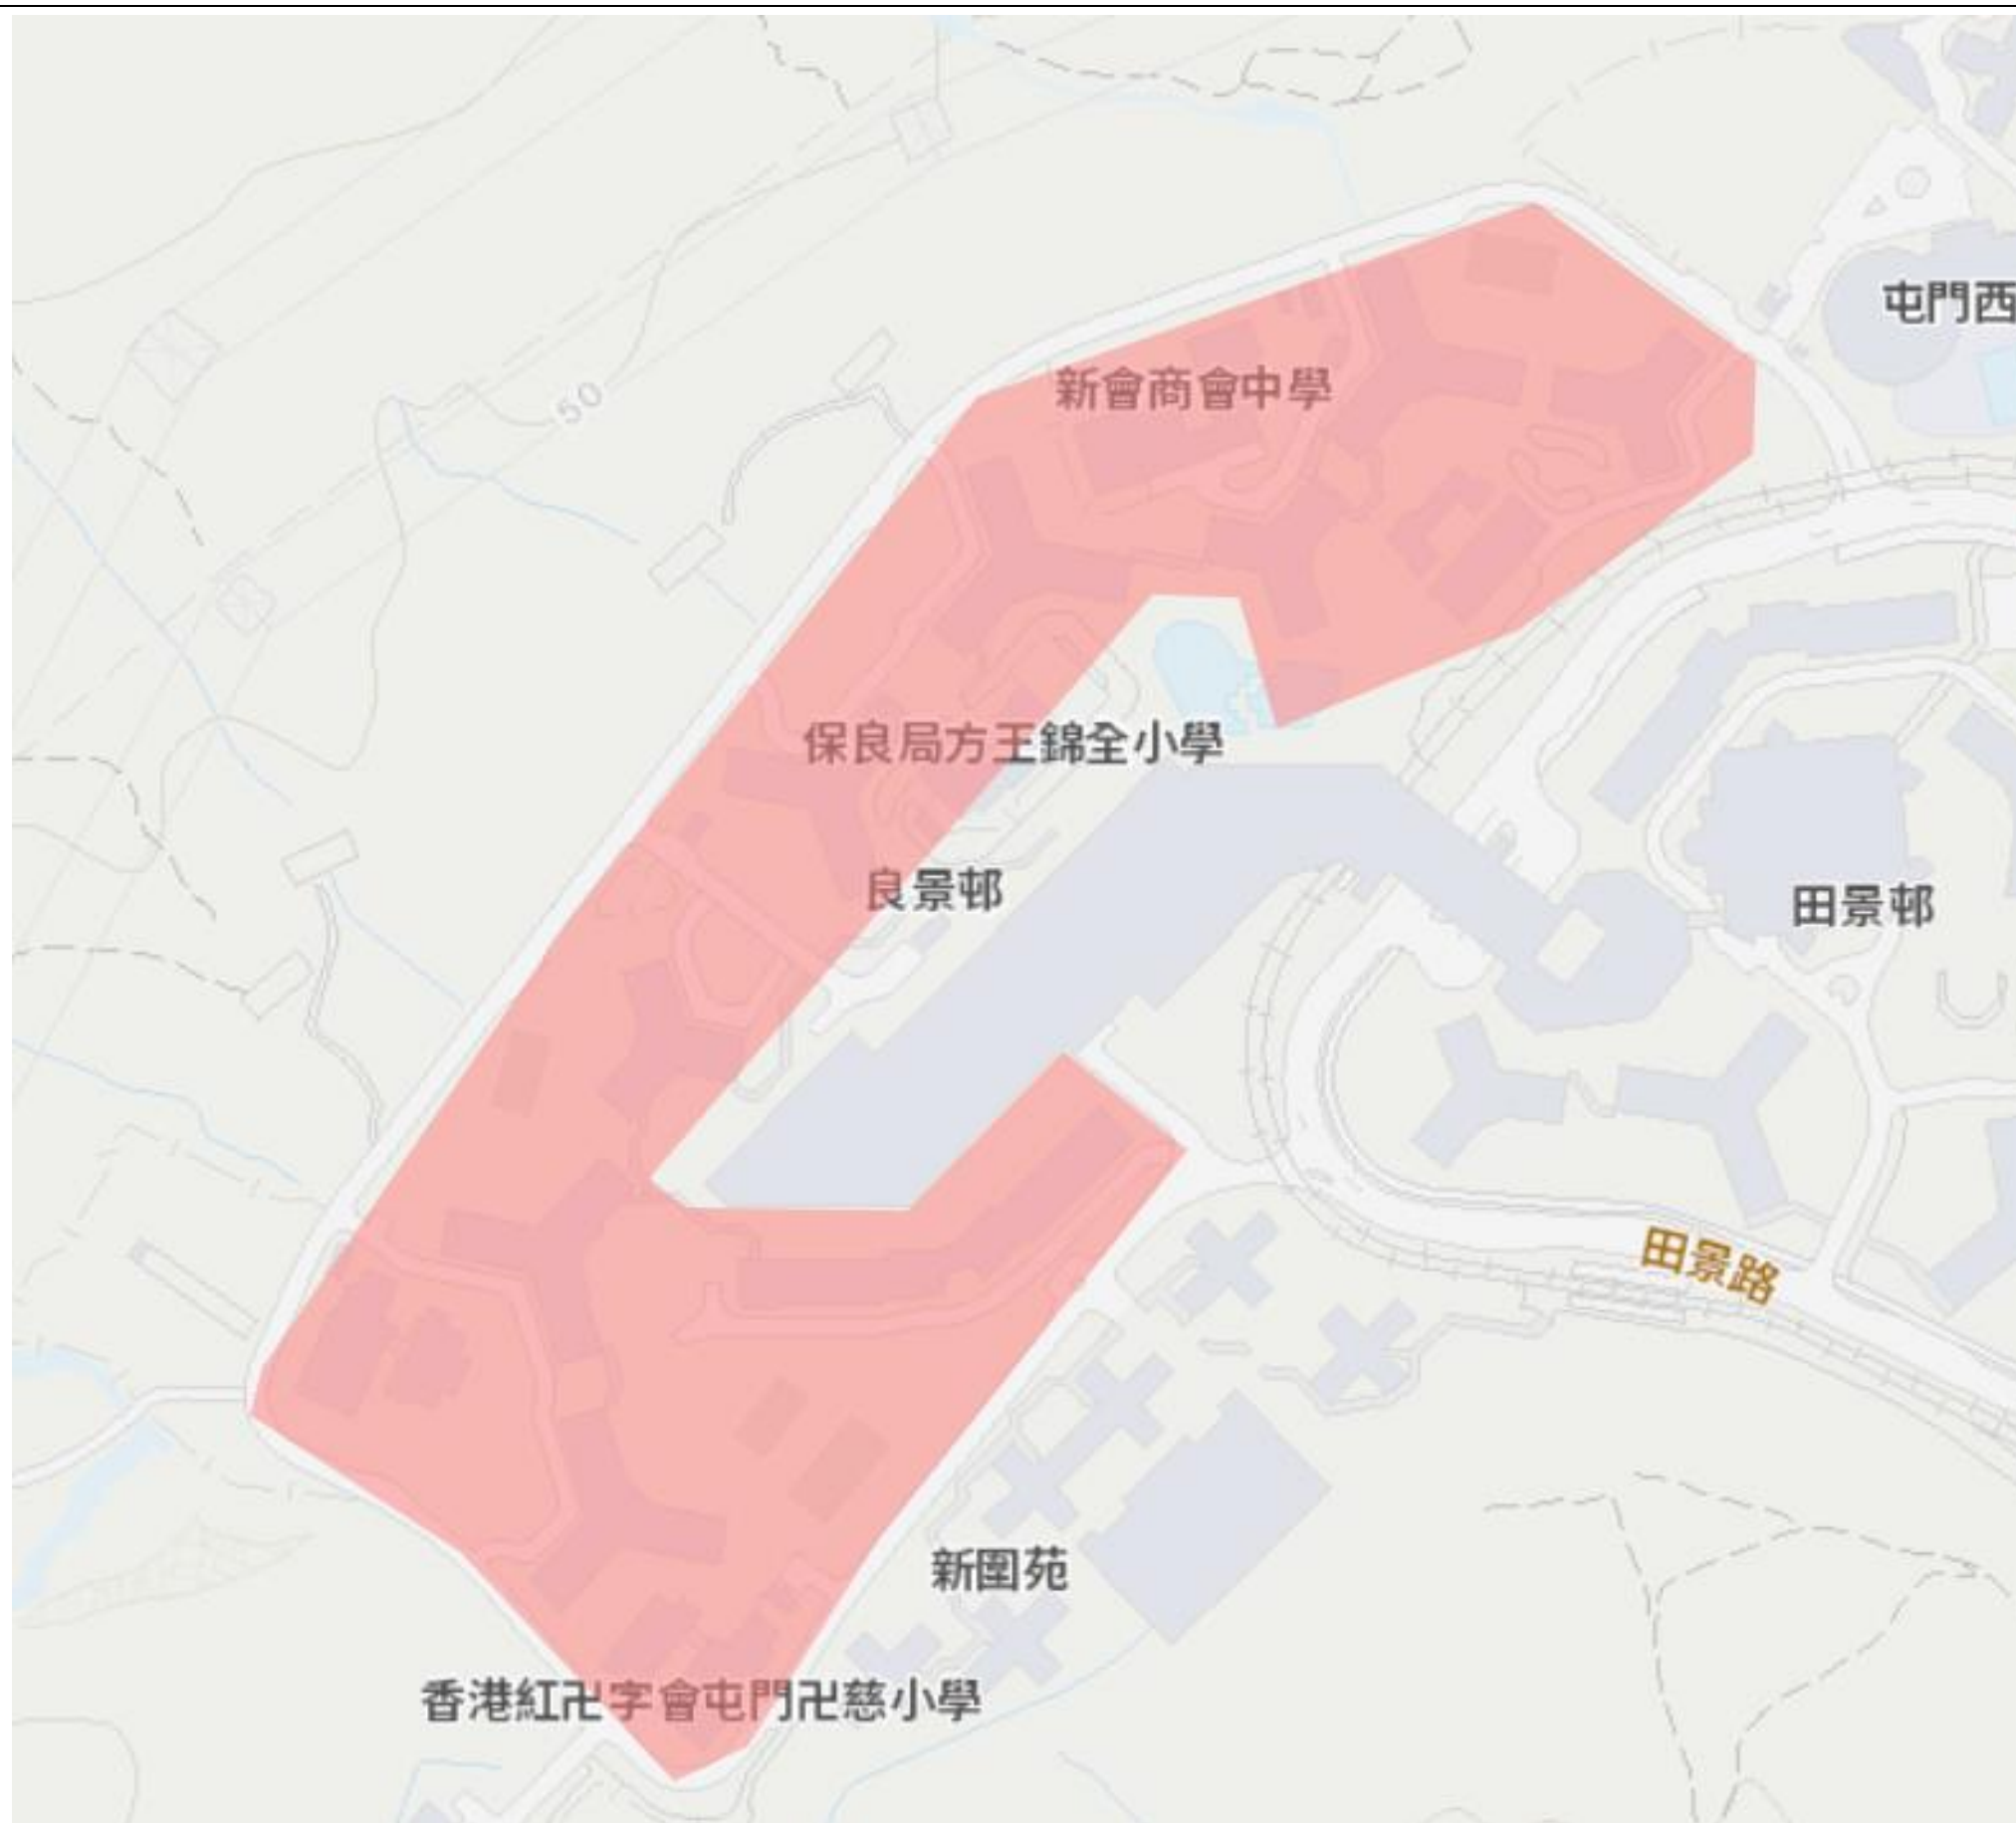 屯門西
50
新會商會中學
保良局方王錦全小學
良景邨
田景邨
田景路
新圍苑
香港紅卍字會屯門卍慈小學